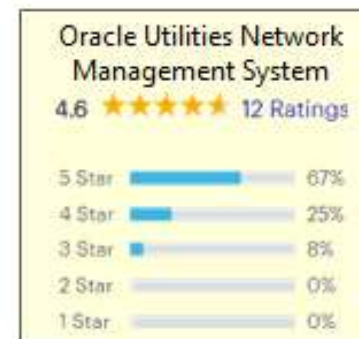 Oracle Utilities Network
Management System
4.6 12 Ratings
5 Star 67%
4 Star 25%
3 Star 8%
2 Star 0%
1 Star 0%